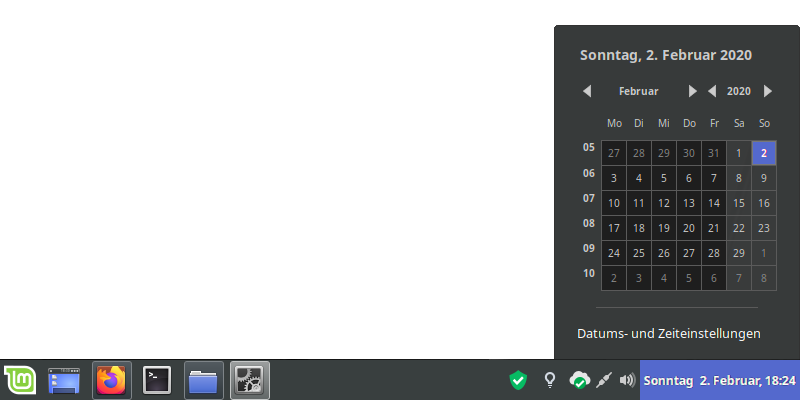 Sonntag, 2. Februar 2020
Februar 2020
Mo Di Mi Do Fr Sa So
05 27 28 29 30 31 1 2
06 3 4 5 6 7 8 9
07 10 11 12 13 14 15 16
08 17 18 19 20 21 22 23
09 24 25 26 27 28 29 1
10 2 3 4 5 6 7 8
Datums- und Zeiteinstellungen
Sonntag 2. Februar, 18:24